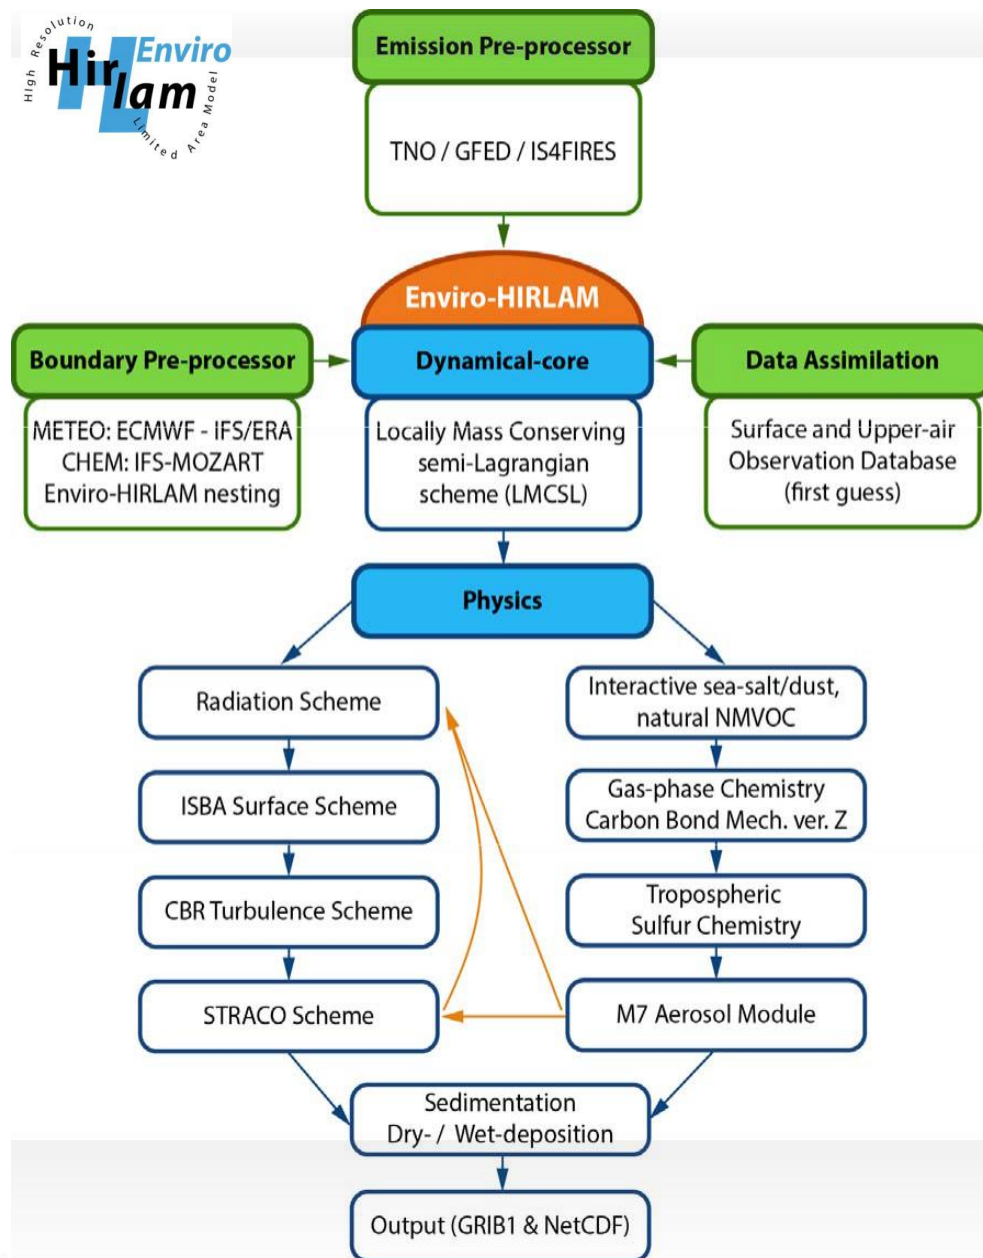 High Resolution
Hirlam
Enviro
Limited Area Model
Emission Pre-processor
TNO / GFED / IS4FIRES
Enviro-HIRLAM
Boundary Pre-processor
METEO: ECMWF - IFS/ERA
CHEM: IFS-MOZART
Enviro-HIRLAM nesting
Dynamical-core
Locally Mass Conserving
semi-Lagrangian
scheme (LMCSL)
Data Assimilation
Surface and Upper-air
Observation Database
(first guess)
Physics
Radiation Scheme
ISBA Surface Scheme
CBR Turbulence Scheme
STRACO Scheme
Interactive sea-salt/dust,
natural NMVOC
Gas-phase Chemistry
Carbon Bond Mech. ver. Z
Tropospheric
Sulfur Chemistry
M7 Aerosol Module
Sedimentation
Dry- / Wet-deposition
Output (GRIB1 & NetCDF)